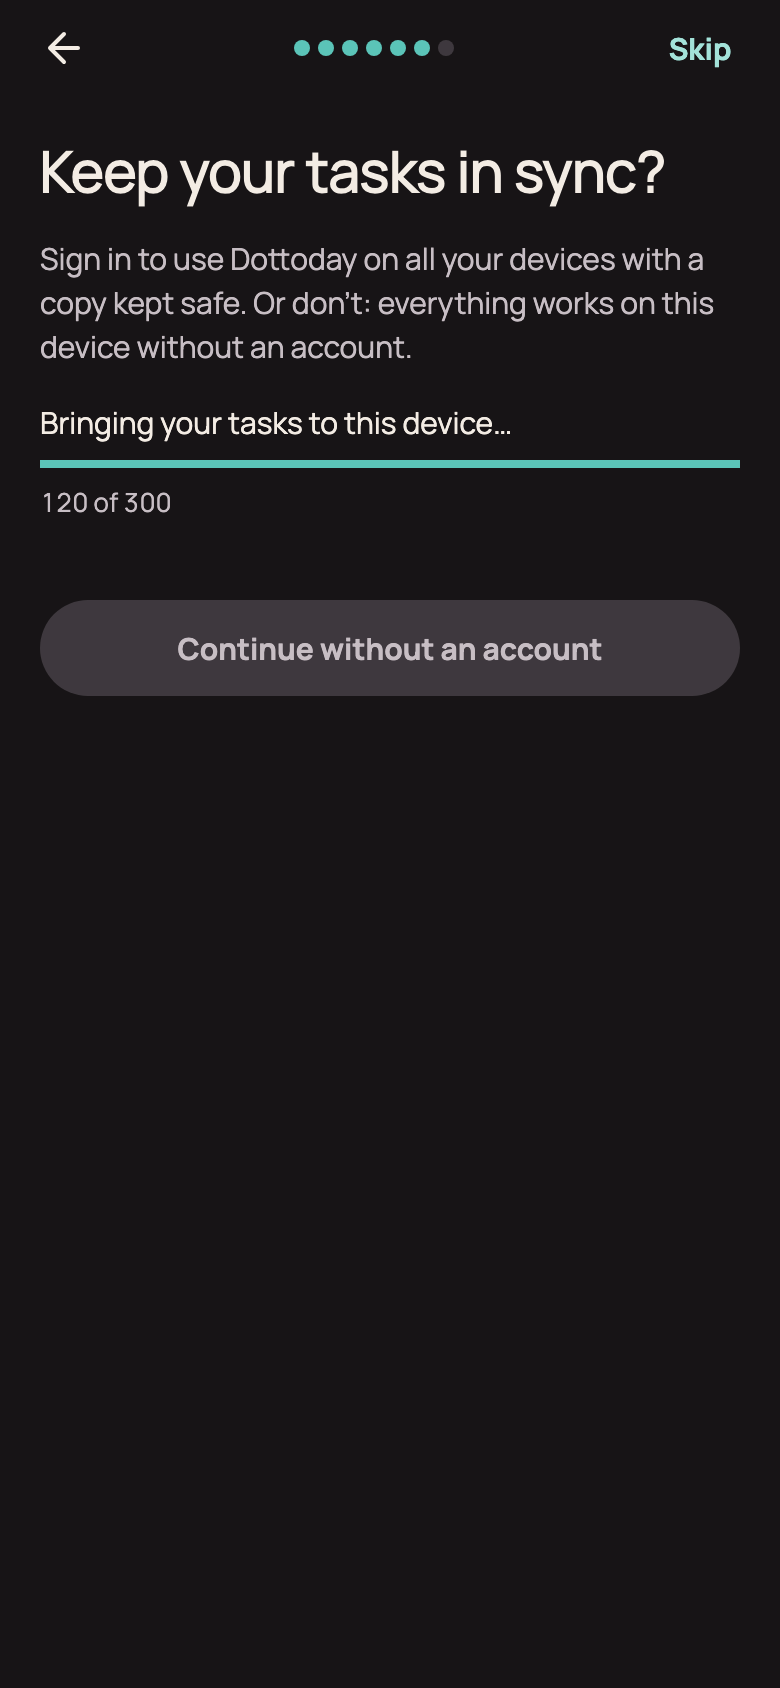 Skip
Keep your tasks in sync?
Sign in to use Dottoday on all your devices with a
copy kept safe. Or don’t: everything works on this
device without an account.
Bringing your tasks to this device…
120 of 300
Continue without an account